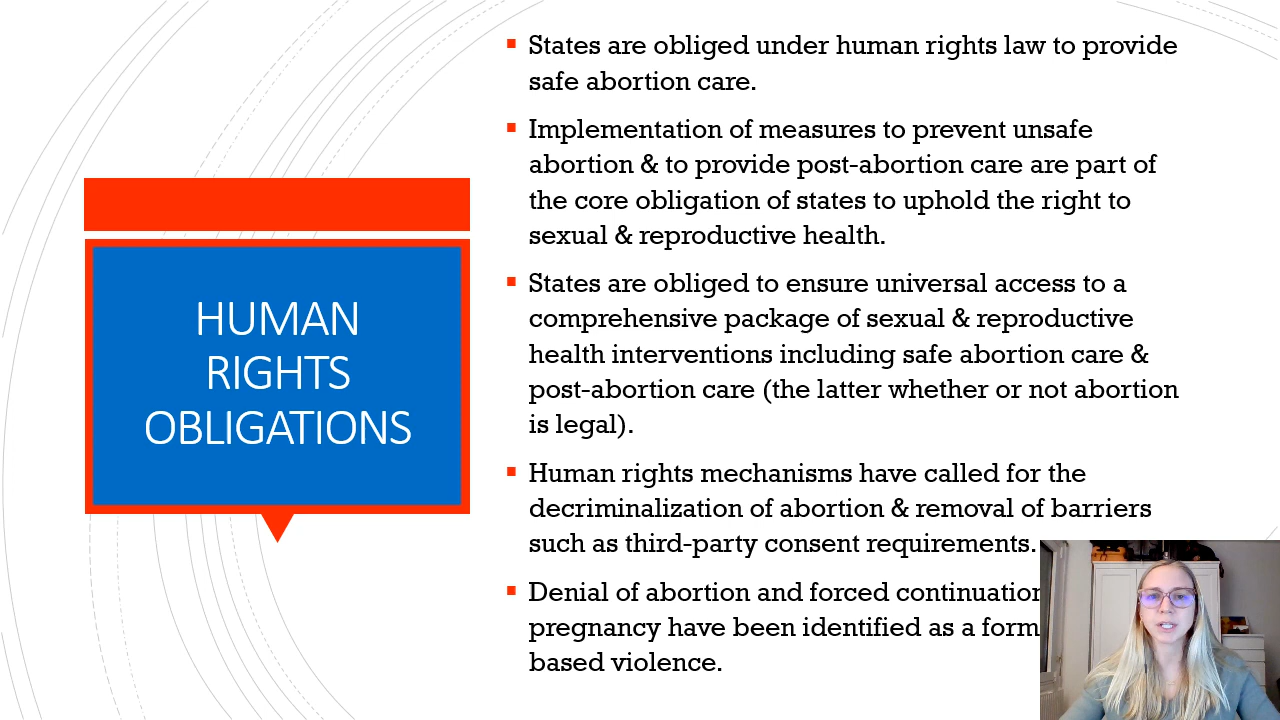 HUMAN
RIGHTS
OBLIGATIONS
States are obliged under human rights law to provide
safe abortion care.
Implementation of measures to prevent unsafe
abortion & to provide post-abortion care are part of
the core obligation of states to uphold the right to
sexual & reproductive health.
States are obliged to ensure universal access to a
comprehensive package of sexual & reproductive
health interventions including safe abortion care &
post-abortion care (the latter whether or not abortion
is legal).
Human rights mechanisms have called for the
decriminalization of abortion & removal of barriers
such as third-party consent requirements.
Denial of abortion and forced
pregnancy have been identified as a form
based violence.